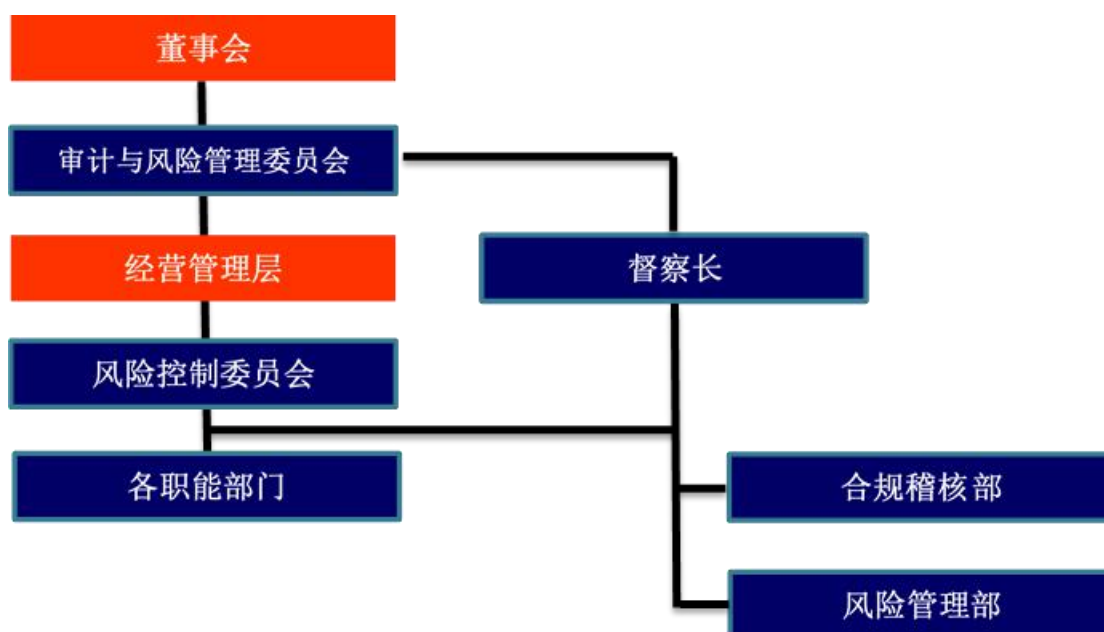 董事会
审计与风险管理委员会
经营管理层
督察长
风险控制委员会
各职能部门
合规稽核部
风险管理部